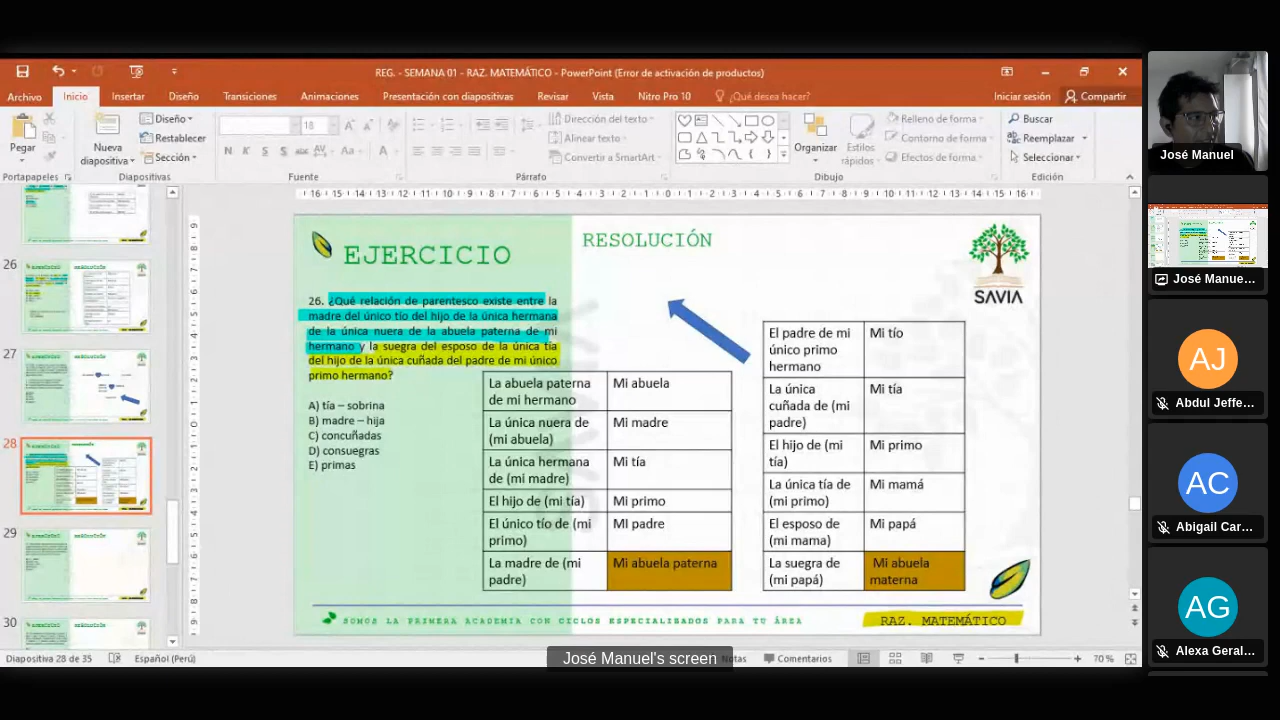 REG. - SEMANA 01 - RAZ. MATEMÁTICO - PowerPoint (Error de activación de productos)
Archivo Inicio Insertar Diseño Transiciones Animaciones Presentación con diapositivas Revisar Vista Nitro Pro 10 ¿Qué desea hacer? Iniciar sesión Compartir
Pegar
Nueva
diapositiva
Diseño
Restablecer
Sección
18
N K S S abc AV Aa A
Dirección del texto
Alinear texto
Convertir a SmartArt
Organizar
Estilos
rápidos
Relleno de forma
Contorno de forma
Efectos de forma
Buscar
Reemplazar
Seleccionar
Portapapeles Diapositivas Fuente Párrafo Dibujo Edición
26
27
28
29
30
EJERCICIO
RESOLUCIÓN
SAVIA
26. ¿Qué relación de parentesco existe entre la
madre del único tío del hijo de la única hermana
de la única nuera de la abuela paterna de mi
hermano y la suegra del esposo de la única tía
del hijo de la única cuñada del padre de mi único
primo hermano?
A) tía – sobrina
B) madre – hija
C) concuñadas
D) consuegras
E) primas
La abuela paterna de mi hermano Mi abuela
La única nuera de (mi abuela) Mi madre
La única hermana de (mi madre) Mi tía
El hijo de (mi tía) Mi primo
El único tío de (mi primo) MI padre
La madre de (mi padre) Mi abuela paterna
El padre de mi único primo hermano Mi tío
La única cuñada de (mi padre) Mi tía
El hijo de (mi tía) Mi primo
La única tía de (mi primo) Mi mamá
El esposo de (mi mama) Mi papá
La suegra de (mi papá) Mi abuela materna
SOMOS LA PRIMERA ACADEMIA CON CICLOS ESPECIALIZADOS PARA TU ÁREA
RAZ. MATEMÁTICO
Diapositiva 28 de 35 Español (Perú) Notas Comentarios 70 %
José Manuel's screen
José Manuel
José Manue...
AJ
Abdul Jeffe...
AC
Abigail Car...
AG
Alexa Geral...